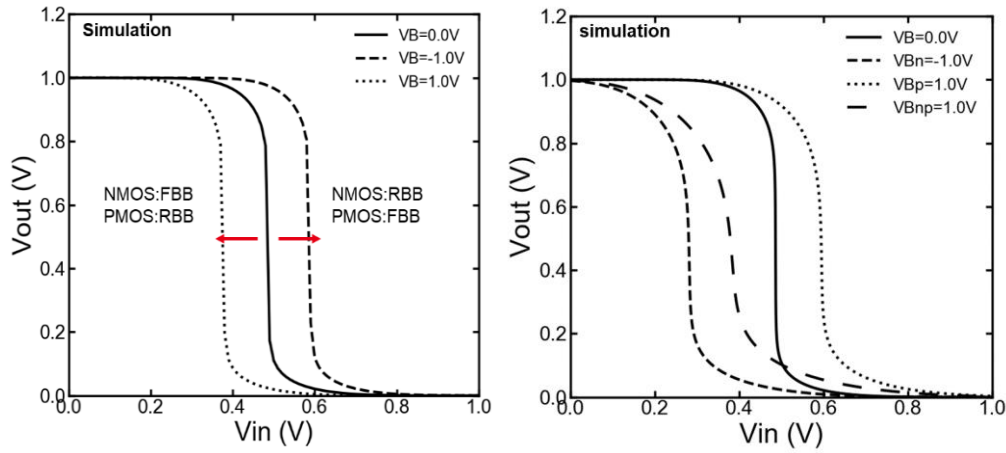 Simulation
VB=0.0V
VB=-1.0V
VB=1.0V
NMOS:FBB
PMOS:RBB
NMOS:RBB
PMOS:FBB
Vout (V)
1.2
1.0
0.8
0.6
0.4
0.2
0.0
0.0 0.2 0.4 0.6 0.8 1.0
Vin (V)
simulation
VB=0.0V
VBn=-1.0V
VBp=1.0V
VBnp=1.0V
Vout (V)
1.2
1.0
0.8
0.6
0.4
0.2
0.0
0.0 0.2 0.4 0.6 0.8 1.0
Vin (V)